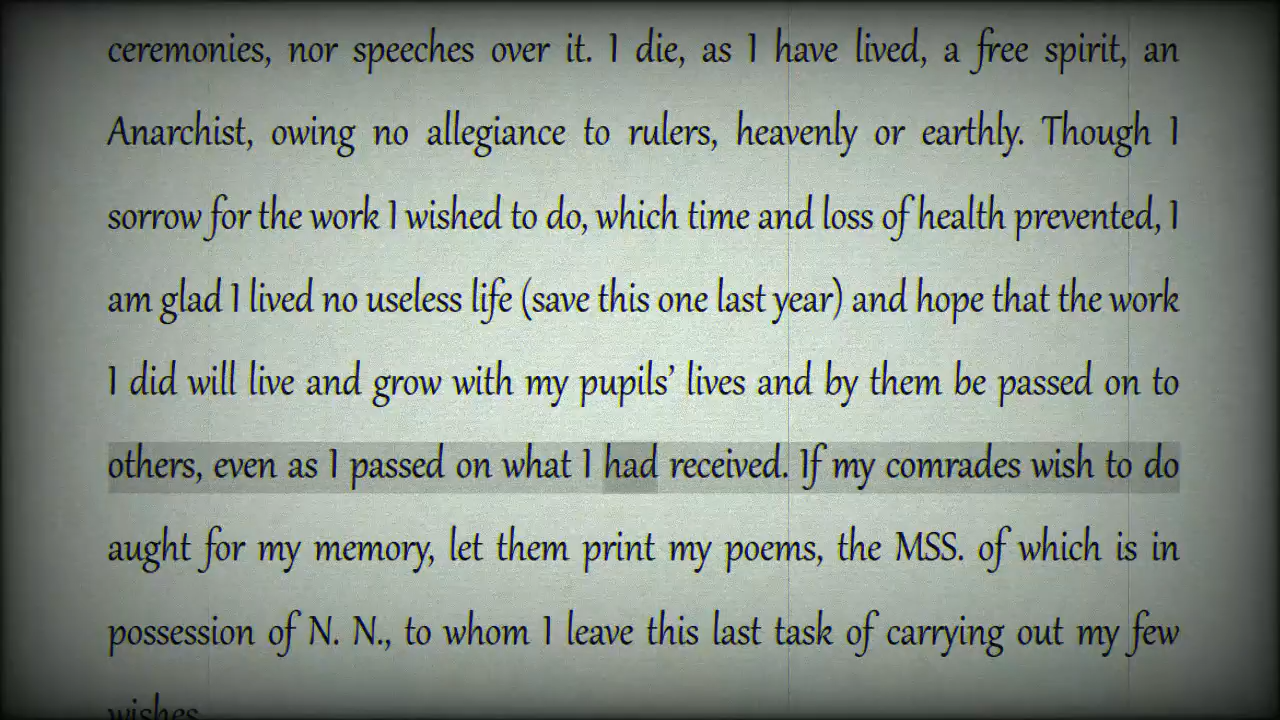 ceremonies, nor speeches over it. I die, as I have lived, a free spirit, an
Anarchist, owing no allegiance to rulers, heavenly or earthly. Though I
sorrow for the work I wished to do, which time and loss of health prevented, I
am glad I lived no useless life (save this one last year) and hope that the work
I did will live and grow with my pupils’ lives and by them be passed on to
others, even as I passed on what I had received. If my comrades wish to do
aught for my memory, let them print my poems, the MSS. of which is in
possession of N. N., to whom I leave this last task of carrying out my few
wishes.